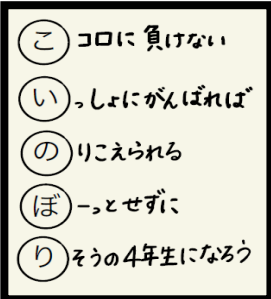 こコロに負けない
いっしょにがんばれば
のりこえられる
ぼーっとせずに
りそうの4年生になろう